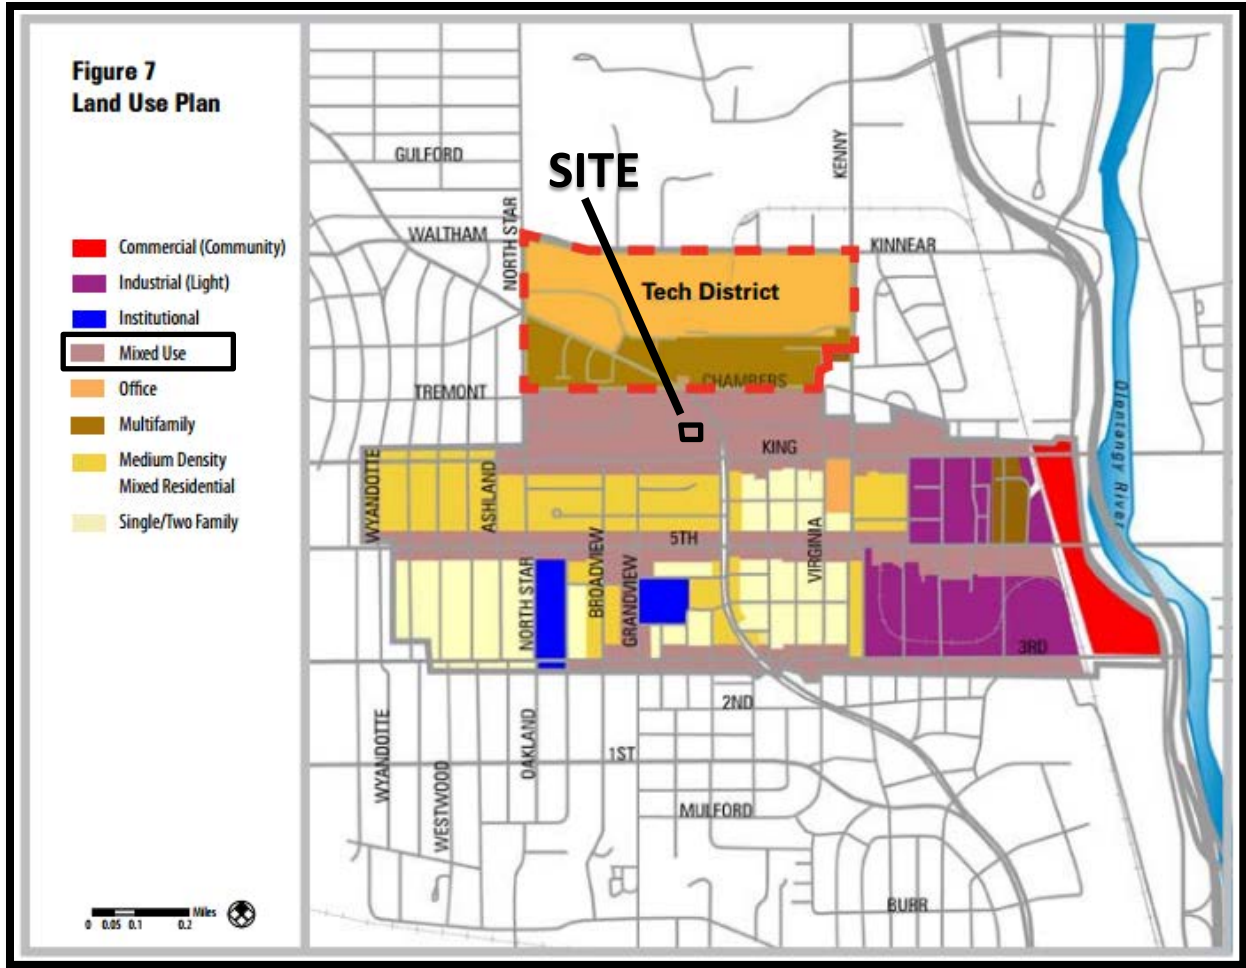 Figure 7
Land Use Plan
Commercial (Community)
Industrial (Light)
Institutional
Mixed Use
Office
Multifamily
Medium Density
Mixed Residential
Single/Two Family
0 0.05 0.1 0.2 Miles
GULFORD
SITE
KENNY
WALTHAM
NORTH STAR
KINNEAR
Tech District
TREMONT
CHAMBERS
Olentangy River
KING
WYANDOTTE
ASHLAND
5TH
VIRGINIA
NORTH STAR
BROADVIEW
GRANDVIEW
3RD
2ND
WYANDOTTE
OAKLAND
1ST
WESTWOOD
MULFORD
BURR